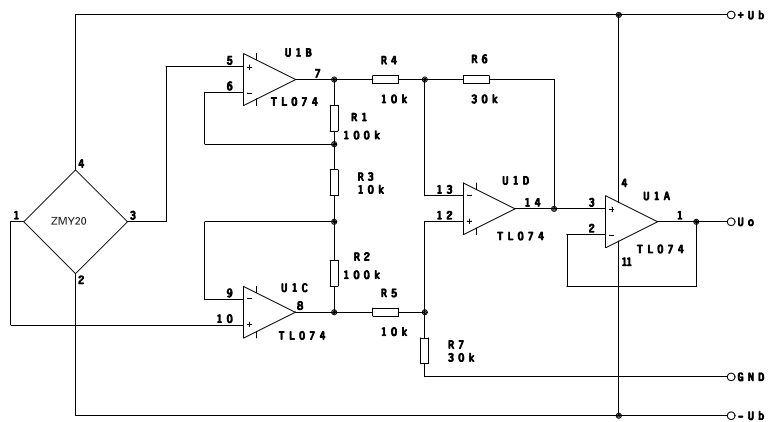 +Ub
U1B
5
7
6
TL074
R4
10k
R6
30k
R1
100k
4
1
3
ZMY20
2
R3
10k
13
12
U1D
14
TL074
4
3
U1A
1
2
TL074
11
Uo
R2
100k
U1C
9
8
10
TL074
R5
10k
R7
30k
GND
-Ub